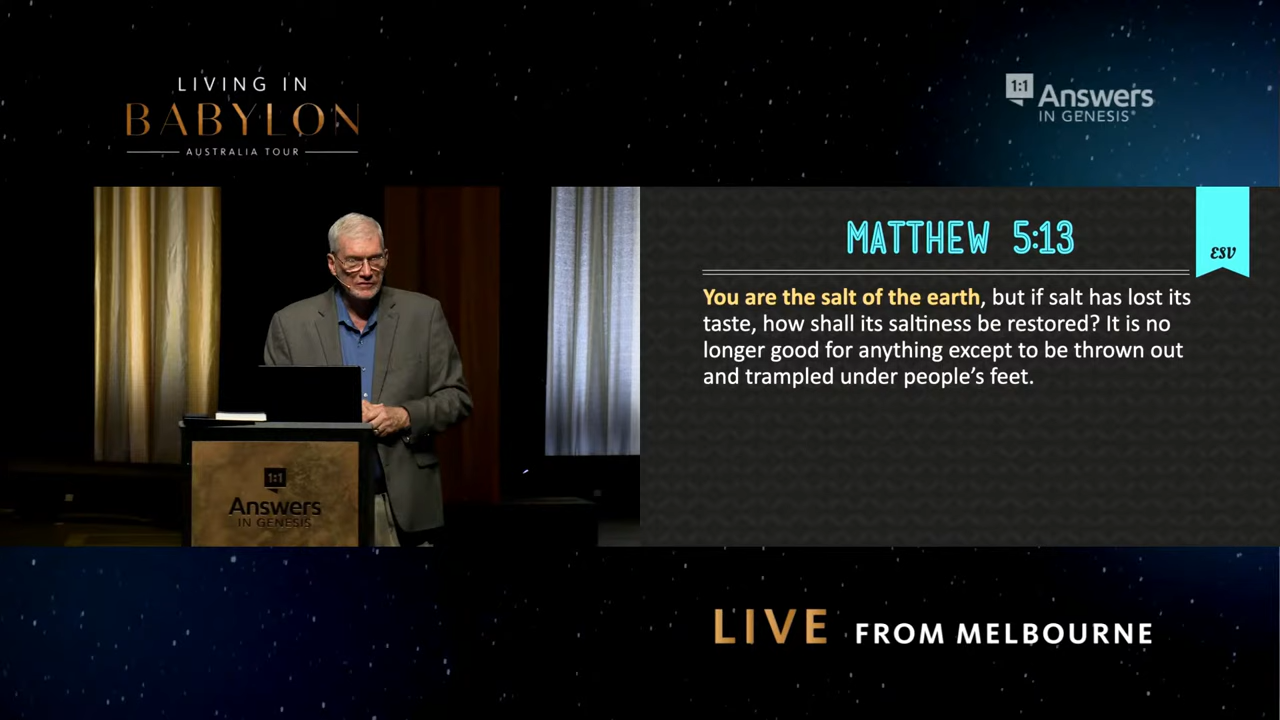 LIVING IN
BABYLON
AUSTRALIA TOUR
1:1
Answers
IN GENESIS®
MATTHEW 5:13
ESV
You are the salt of the earth, but if salt has lost its
taste, how shall its saltiness be restored? It is no
longer good for anything except to be thrown out
and trampled under people's feet.
1:1
Answers
IN GENESIS
LIVE FROM MELBOURNE